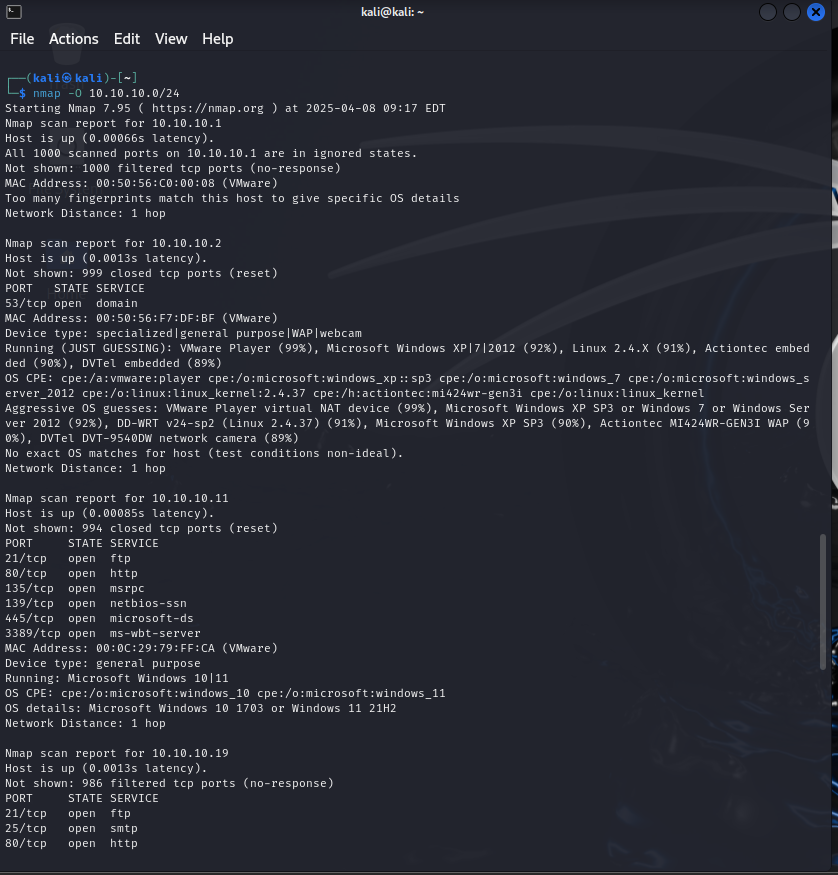 kali@kali: ~
File Actions Edit View Help
┌──(kali㉿kali)-[~]
└─$ nmap -O 10.10.10.0/24
Starting Nmap 7.95 ( https://nmap.org ) at 2025-04-08 09:17 EDT
Nmap scan report for 10.10.10.1
Host is up (0.00066s latency).
All 1000 scanned ports on 10.10.10.1 are in ignored states.
Not shown: 1000 filtered tcp ports (no-response)
MAC Address: 00:50:56:C0:00:08 (VMware)
Too many fingerprints match this host to give specific OS details
Network Distance: 1 hop

Nmap scan report for 10.10.10.2
Host is up (0.0013s latency).
Not shown: 999 closed tcp ports (reset)
PORT   STATE SERVICE
53/tcp open  domain
MAC Address: 00:50:56:F7:DF:BF (VMware)
Device type: specialized|general purpose|WAP|webcam
Running (JUST GUESSING): VMware Player (99%), Microsoft Windows XP|7|2012 (92%), Linux 2.4.X (91%), Actiontec embed
ded (90%), DVTel embedded (89%)
OS CPE: cpe:/a:vmware:player cpe:/o:microsoft:windows_xp::sp3 cpe:/o:microsoft:windows_7 cpe:/o:microsoft:windows_s
erver_2012 cpe:/o:linux:linux_kernel:2.4.37 cpe:/h:actiontec:mi424wr-gen3i cpe:/o:linux:linux_kernel
Aggressive OS guesses: VMware Player virtual NAT device (99%), Microsoft Windows XP SP3 or Windows 7 or Windows Ser
ver 2012 (92%), DD-WRT v24-sp2 (Linux 2.4.37) (91%), Microsoft Windows XP SP3 (90%), Actiontec MI424WR-GEN3I WAP (9
0%), DVTel DVT-9540DW network camera (89%)
No exact OS matches for host (test conditions non-ideal).
Network Distance: 1 hop

Nmap scan report for 10.10.10.11
Host is up (0.00085s latency).
Not shown: 994 closed tcp ports (reset)
PORT     STATE SERVICE
21/tcp   open  ftp
80/tcp   open  http
135/tcp  open  msrpc
139/tcp  open  netbios-ssn
445/tcp  open  microsoft-ds
3389/tcp open  ms-wbt-server
MAC Address: 00:0C:29:79:FF:CA (VMware)
Device type: general purpose
Running: Microsoft Windows 10|11
OS CPE: cpe:/o:microsoft:windows_10 cpe:/o:microsoft:windows_11
OS details: Microsoft Windows 10 1703 or Windows 11 21H2
Network Distance: 1 hop

Nmap scan report for 10.10.10.19
Host is up (0.0013s latency).
Not shown: 986 filtered tcp ports (no-response)
PORT     STATE SERVICE
21/tcp   open  ftp
25/tcp   open  smtp
80/tcp   open  http